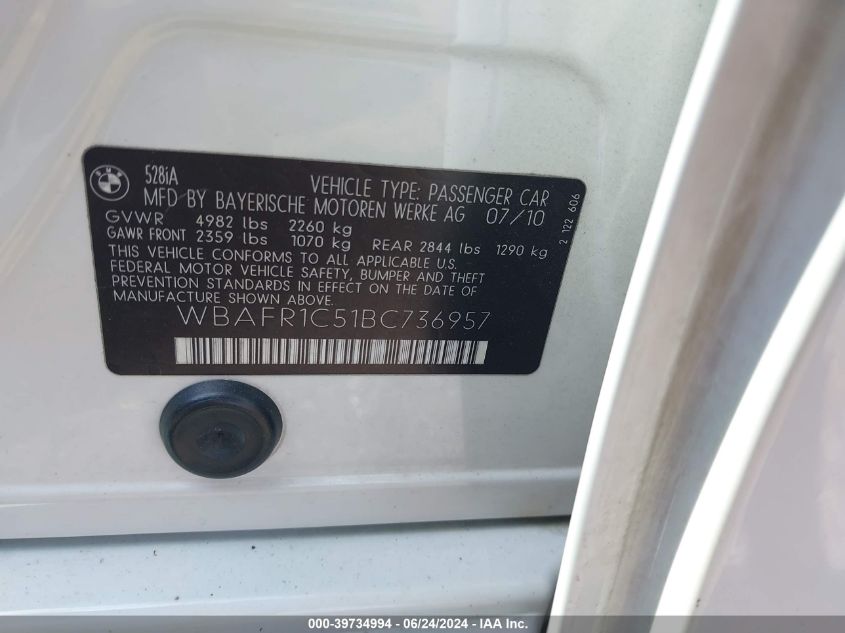 528iA
VEHICLE TYPE: PASSENGER CAR
MFD BY BAYERISCHE MOTOREN WERKE AG 07/10
GVWR 4982 lbs 2260 kg
GAWR FRONT 2359 lbs 1070 kg REAR 2844 lbs 1290 kg
THIS VEHICLE CONFORMS TO ALL APPLICABLE U.S.
FEDERAL MOTOR VEHICLE SAFETY, BUMPER AND THEFT
PREVENTION STANDARDS IN EFFECT ON THE DATE OF
MANUFACTURE SHOWN ABOVE.
WBAFR1C51BC736957
2 122 606
000-39734994 - 06/24/2024 - IAA Inc.